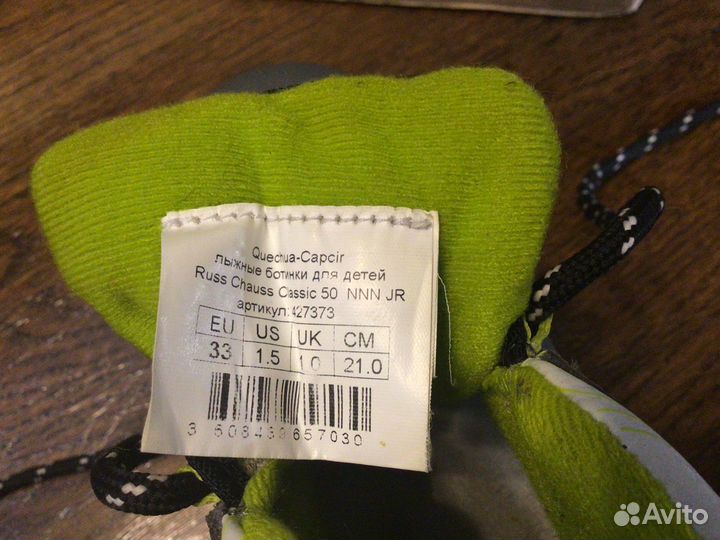 Quechua-Capcir
лыжные ботинки для детей
Russ Chauss Classic 50 NNN JR
артикул:427373
EU US UK CM
33 1.5 1.0 21.0
3 608439 657030
Avito